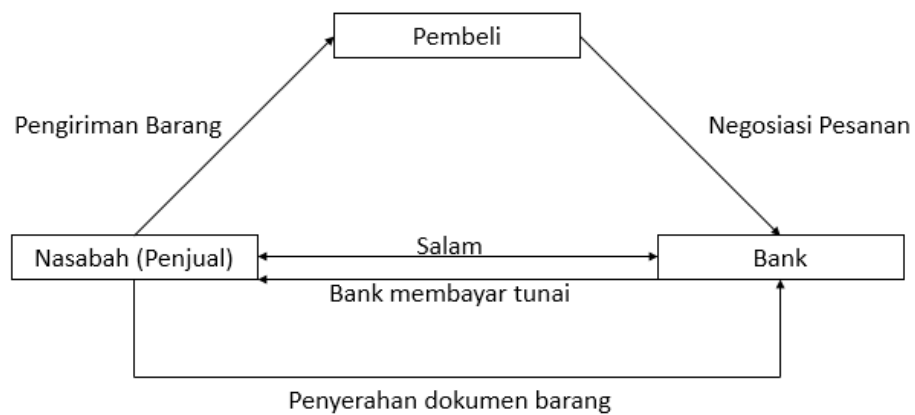 Pembeli
Pengiriman Barang
Negosiasi Pesanan
Nasabah (Penjual)
Salam
Bank
Bank membayar tunai
Penyerahan dokumen barang